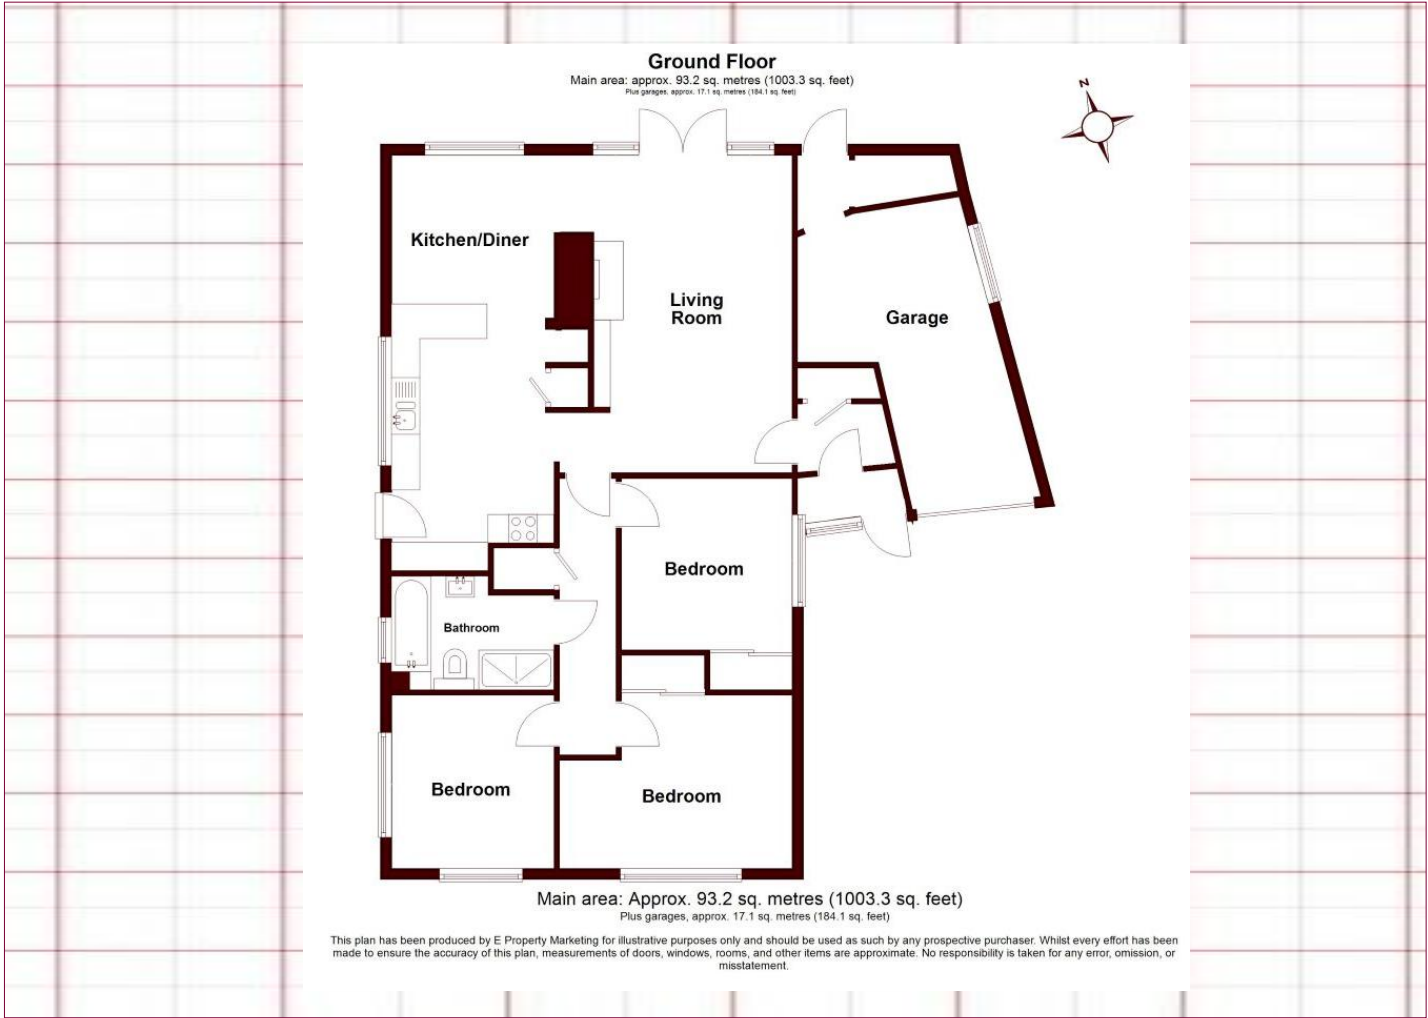 Ground Floor
Main area: approx. 93.2 sq. metres (1003.3 sq. feet)
Plus garages, approx. 17.1 sq. metres (184.1 sq. feet)
N
Kitchen/Diner
Living
Room
Garage
Bedroom
Bathroom
Bedroom
Bedroom
Main area: Approx. 93.2 sq. metres (1003.3 sq. feet)
Plus garages, approx. 17.1 sq. metres (184.1 sq. feet)
This plan has been produced by E Property Marketing for illustrative purposes only and should be used as such by any prospective purchaser. Whilst every effort has been
made to ensure the accuracy of this plan, measurements of doors, windows, rooms, and other items are approximate. No responsibility is taken for any error, omission, or
misstatement.